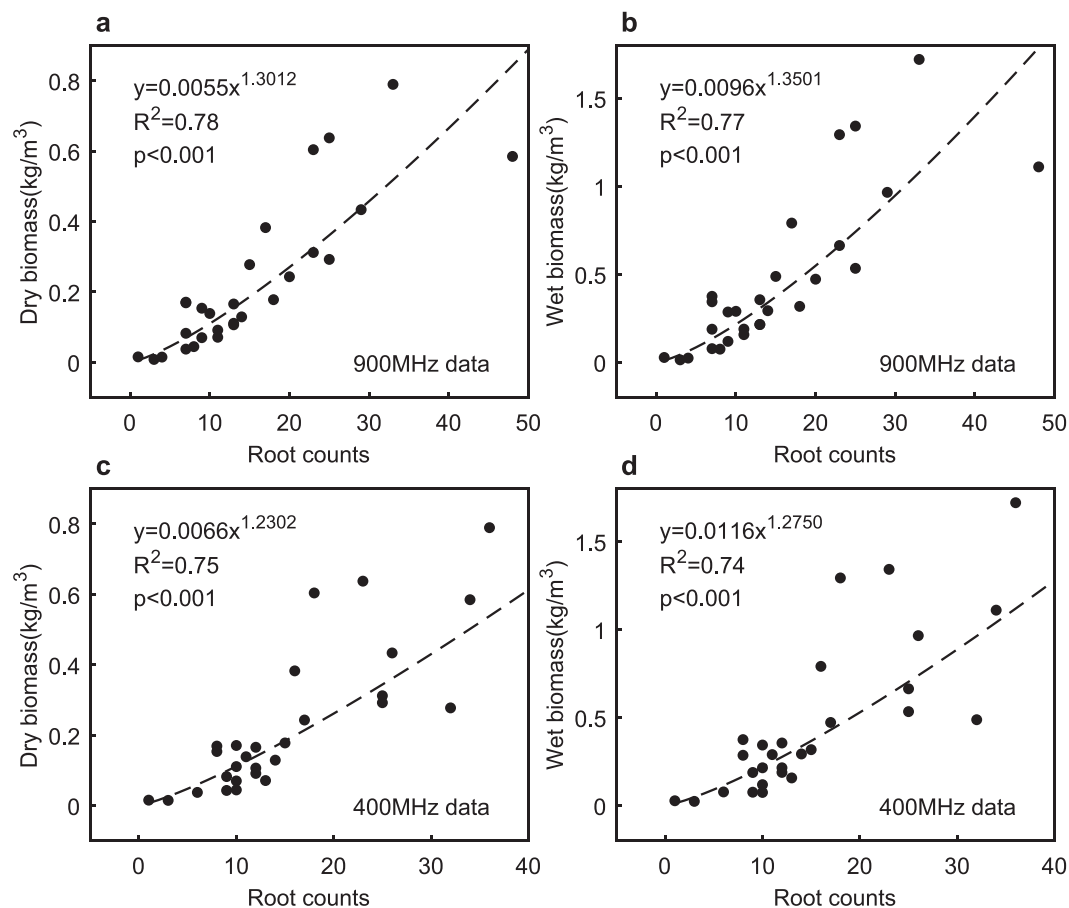 a
y=0.0055x^1.3012
R^2=0.78
p<0.001
900MHz data
Dry biomass(kg/m^3)
0.8
0.6
0.4
0.2
0
0 10 20 30 40 50
Root counts
b
y=0.0096x^1.3501
R^2=0.77
p<0.001
900MHz data
Wet biomass(kg/m^3)
1.5
1
0.5
0
0 10 20 30 40 50
Root counts
c
y=0.0066x^1.2302
R^2=0.75
p<0.001
400MHz data
Dry biomass(kg/m^3)
0.8
0.6
0.4
0.2
0
0 10 20 30 40
Root counts
d
y=0.0116x^1.2750
R^2=0.74
p<0.001
400MHz data
Wet biomass(kg/m^3)
1.5
1
0.5
0
0 10 20 30 40
Root counts